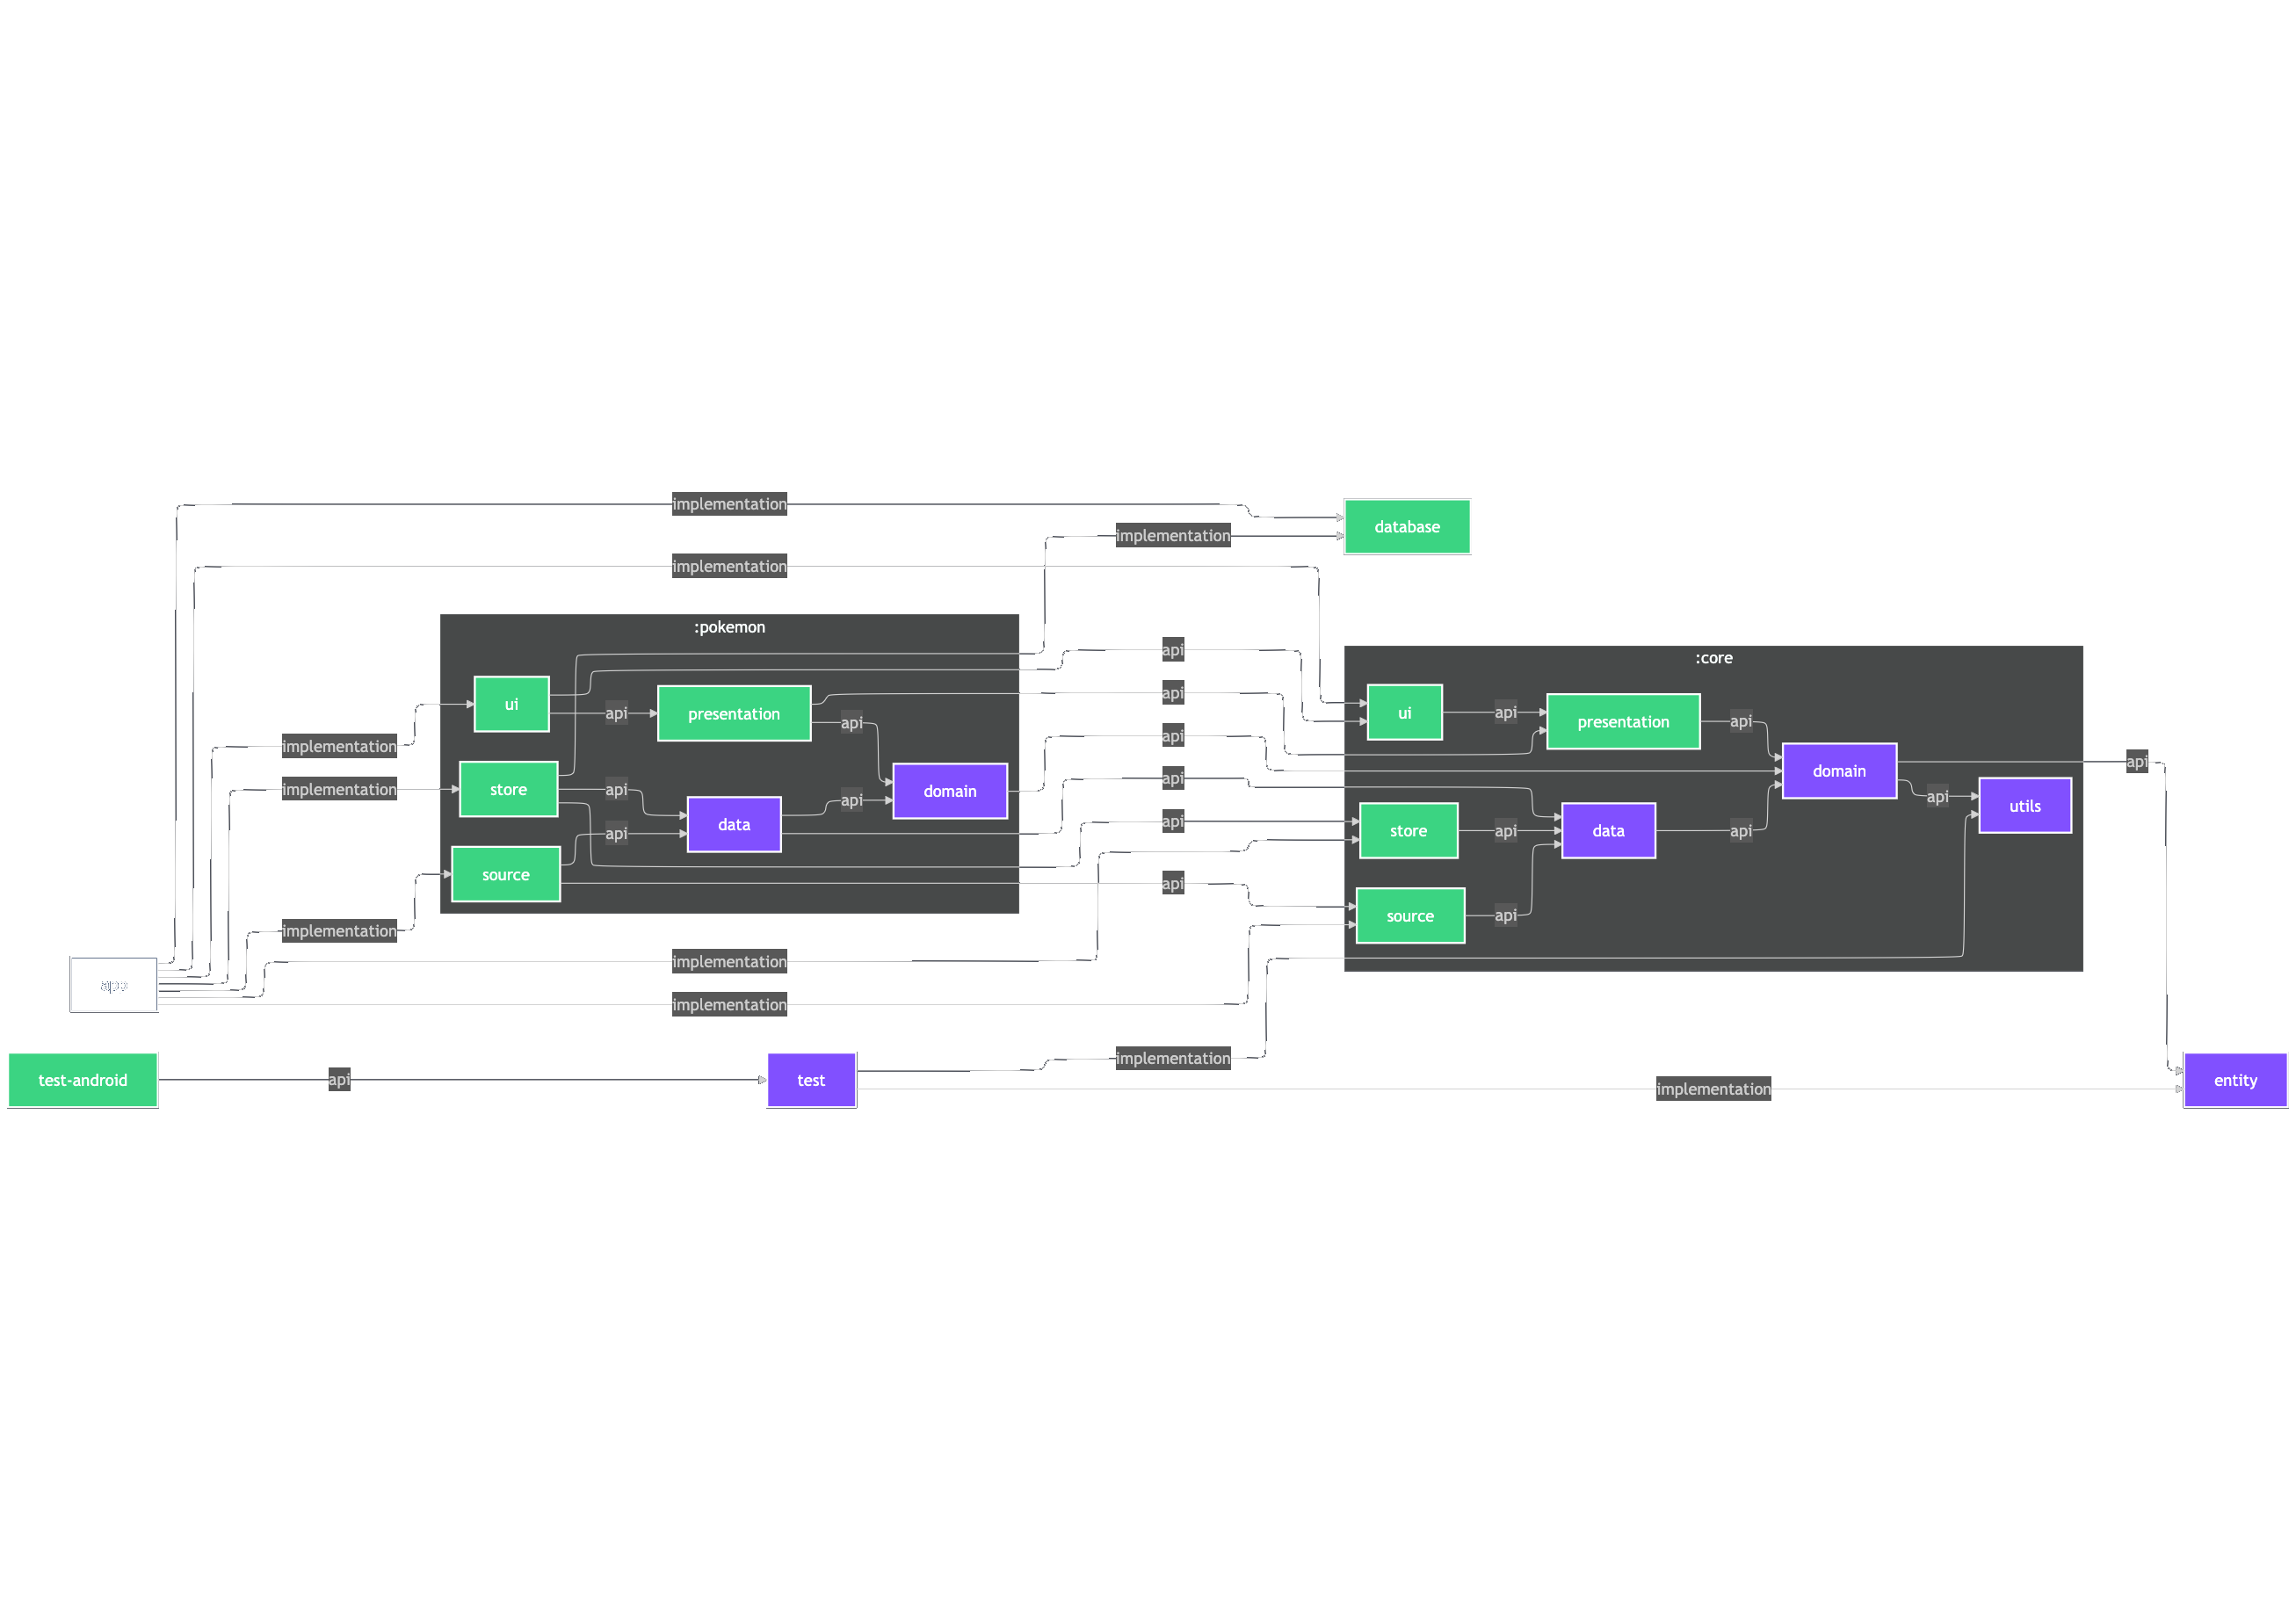 implementation
database
implementation
implementation
:pokemon
api
:core
ui
api
presentation
api
api
ui
api
presentation
api
implementation
api
domain
api
implementation
store
api
data
api
domain
api
store
api
data
api
domain
api
utils
api
api
source
implementation
api
source
api
app
implementation
implementation
implementation
test-android
api
test
implementation
entity